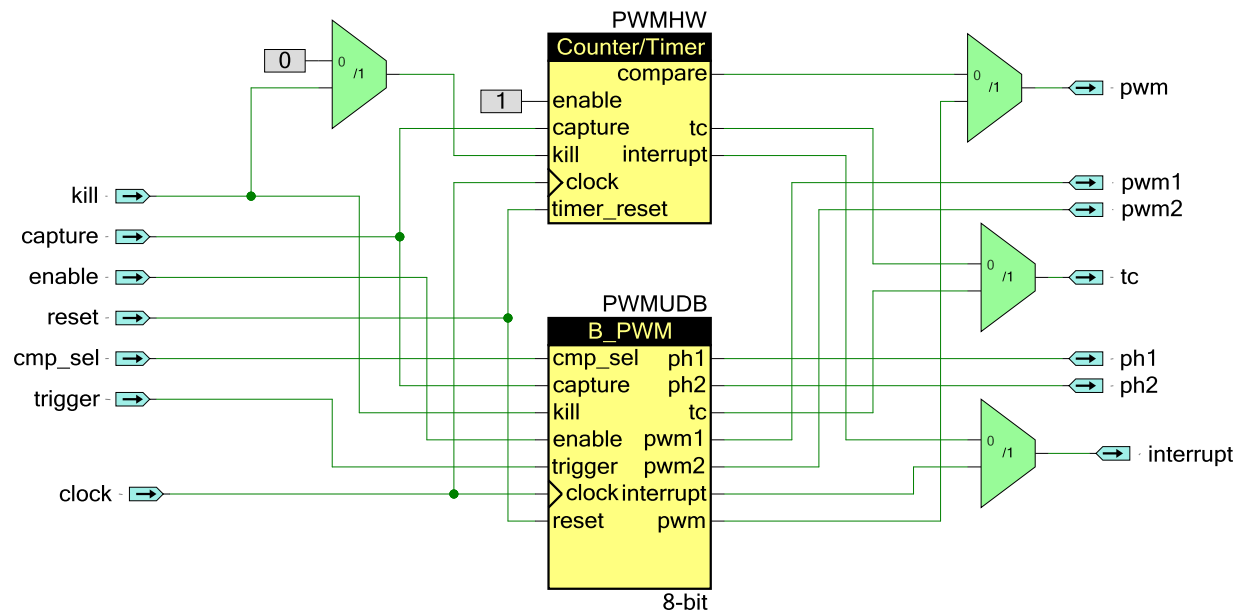 PWMHW
Counter/Timer
compare
enable
capture
tc
kill
interrupt
clock
timer_reset
0
0
/1
1
0
/1
pwm
pwm1
pwm2
0
/1
tc
kill
capture
enable
reset
cmp_sel
trigger
clock
PWMUDB
B_PWM
cmp_sel
ph1
capture
ph2
kill
tc
enable
pwm1
trigger
pwm2
clock
interrupt
reset
pwm
8-bit
ph1
ph2
0
/1
interrupt